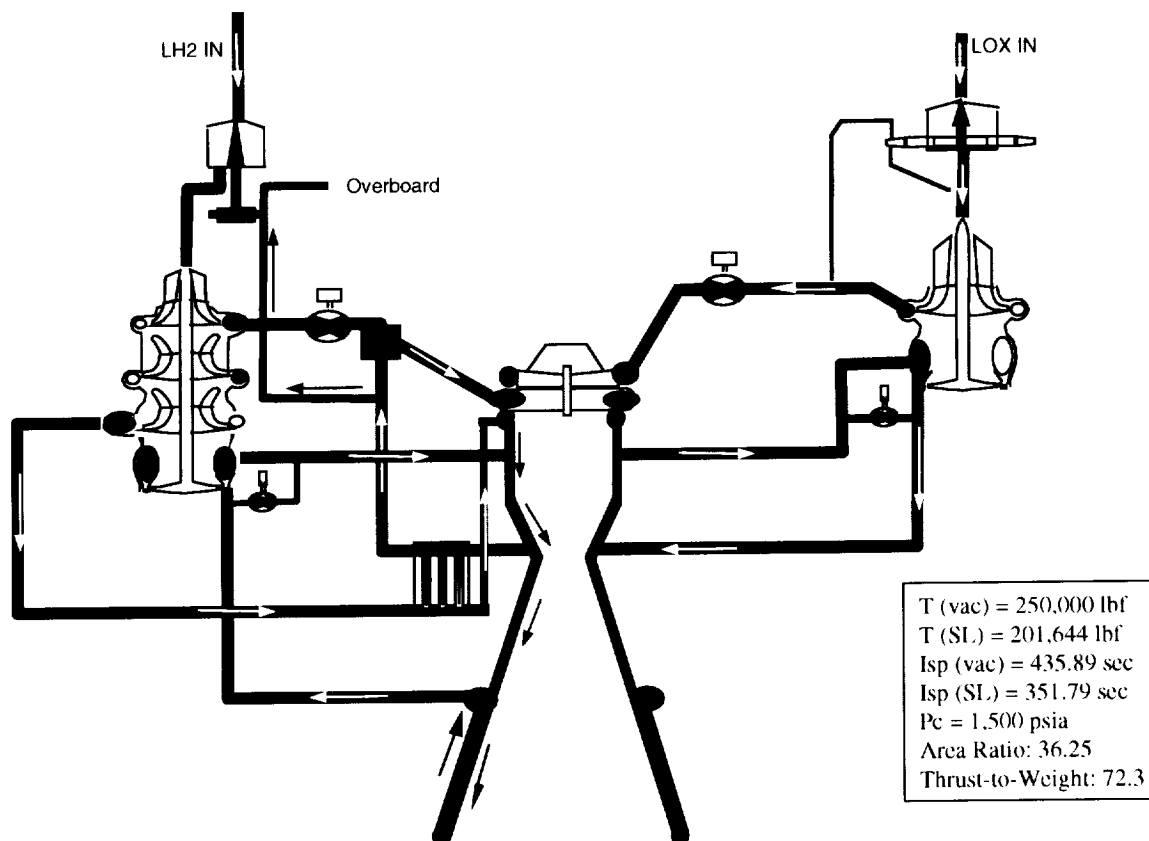 LH2 IN
LOX IN
Overboard
T (vac) = 250,000 lbf
T (SL) = 201,644 lbf
Isp (vac) = 435.89 sec
Isp (SL) = 351.79 sec
Pc = 1,500 psia
Area Ratio: 36.25
Thrust-to-Weight: 72.3